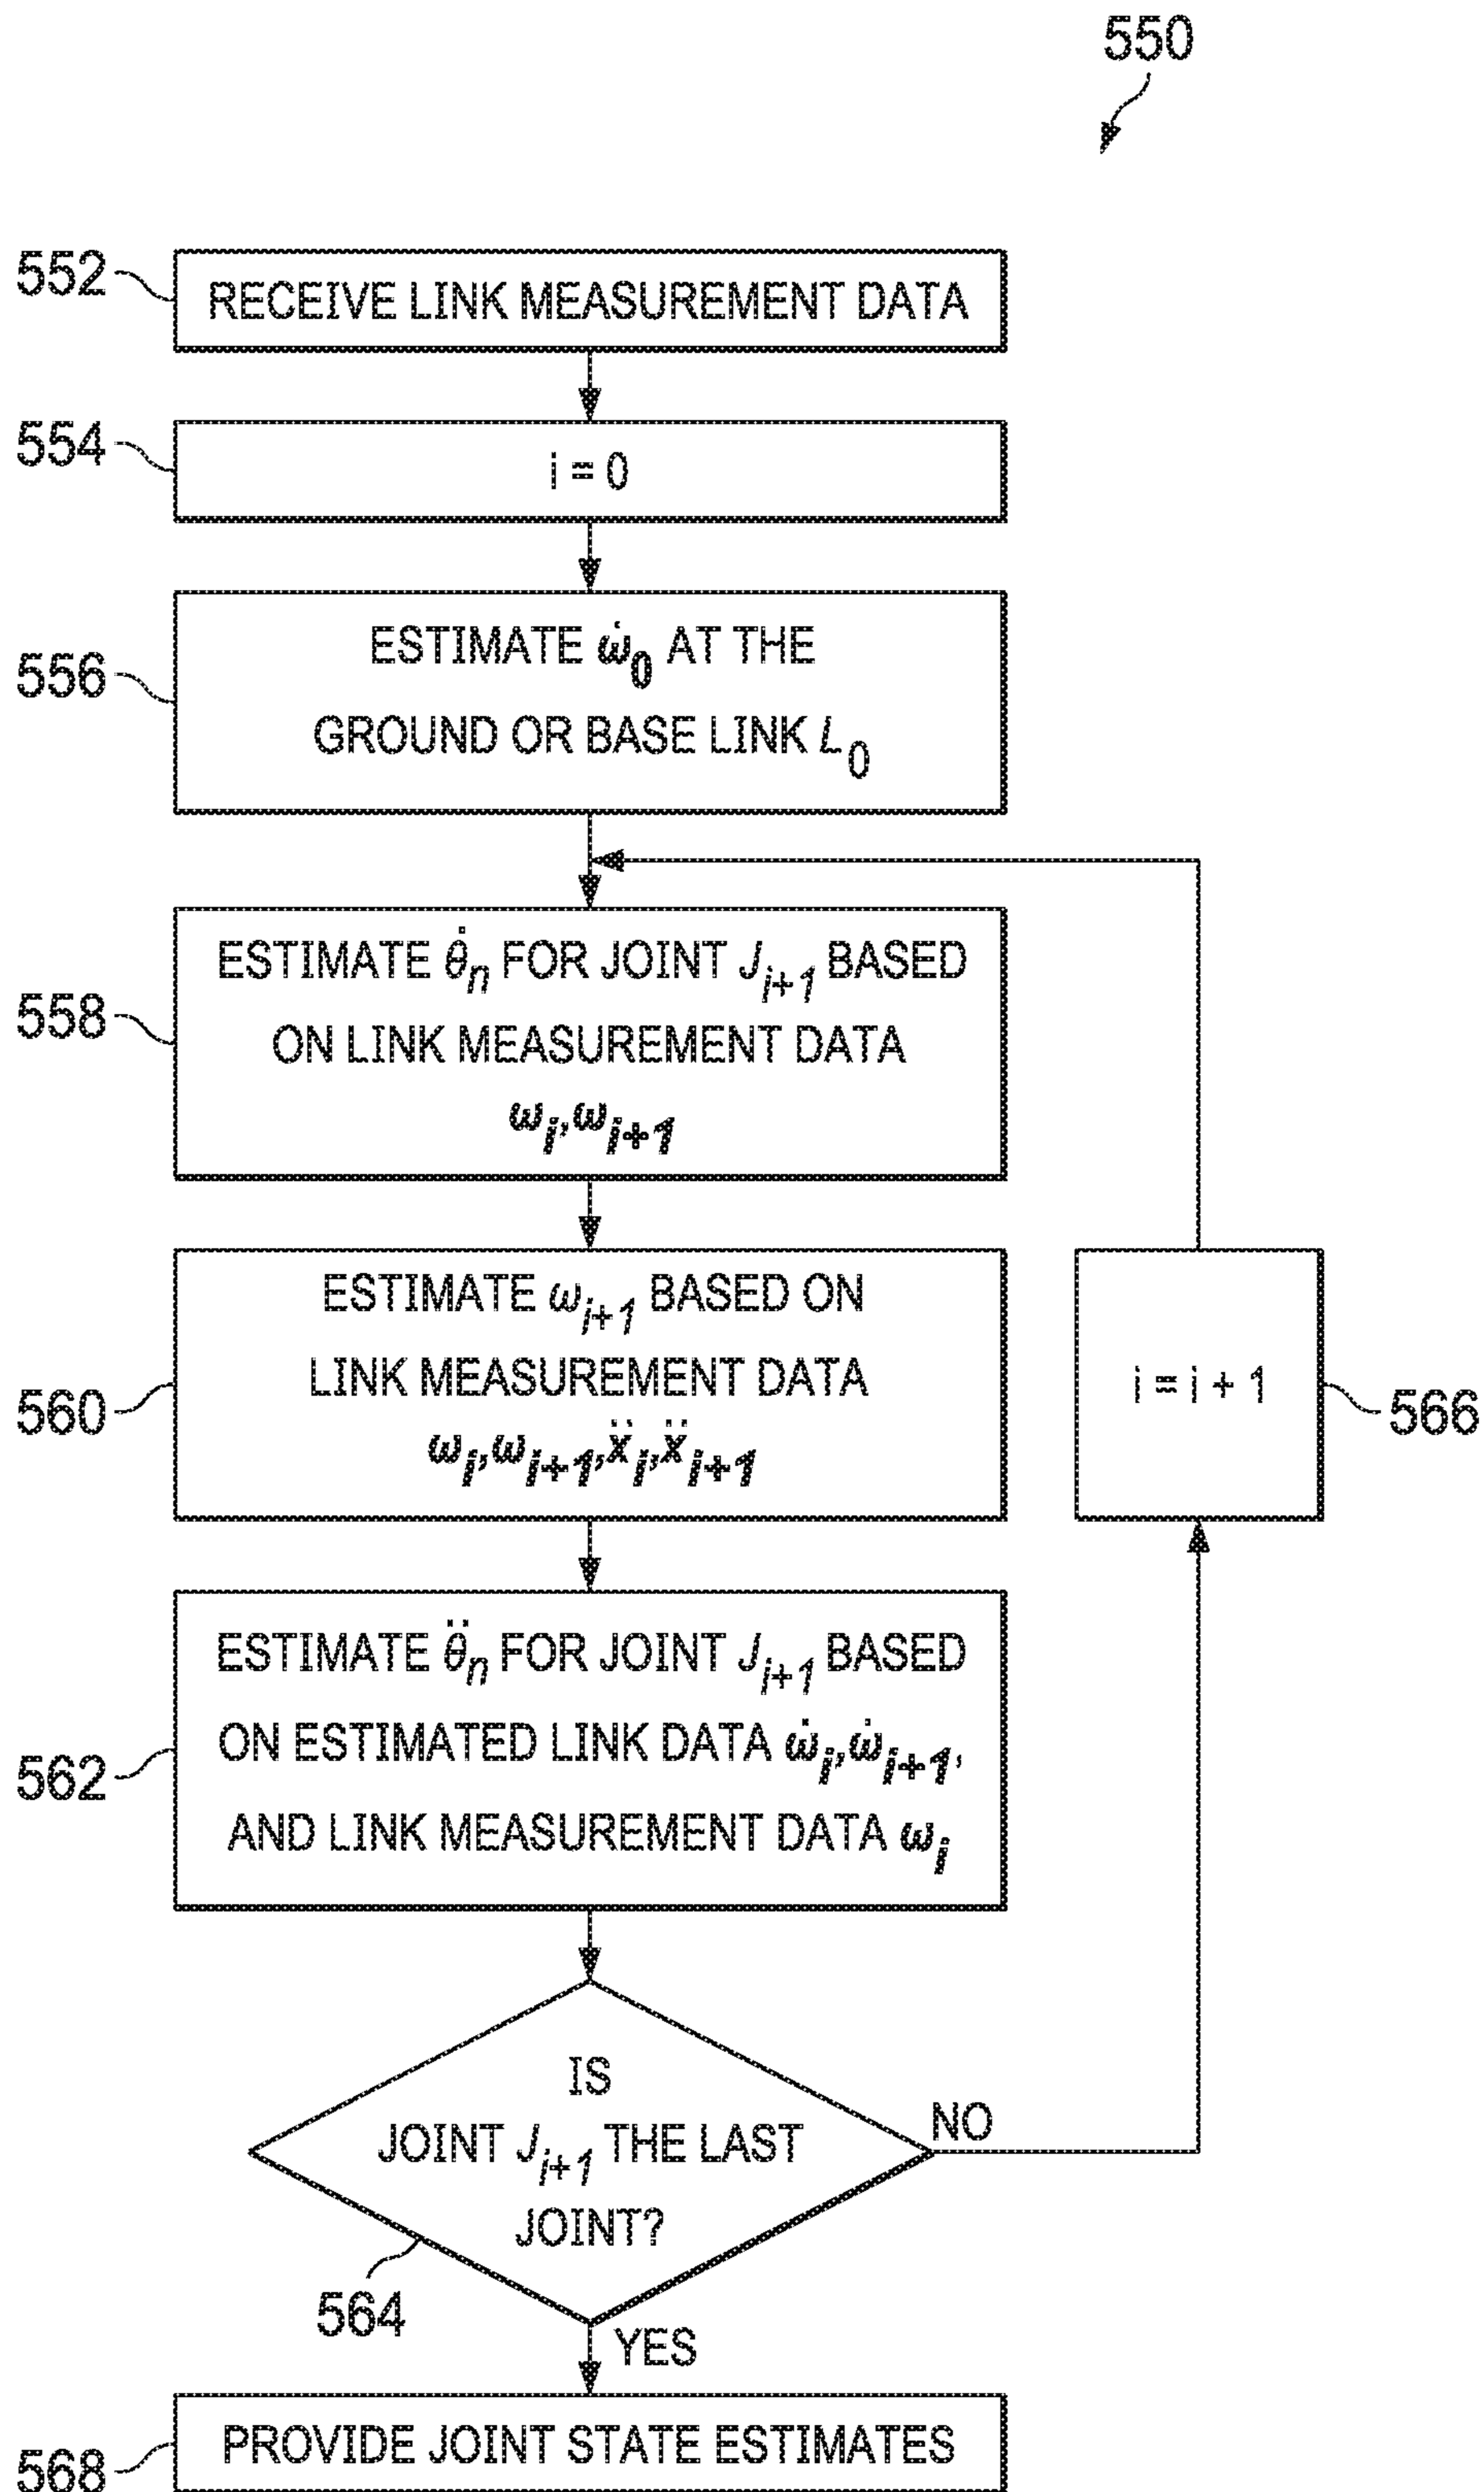 550
552
RECEIVE LINK MEASUREMENT DATA
554
i = 0
556
ESTIMATE ω̇₀ AT THE
GROUND OR BASE LINK L₀
558
ESTIMATE θ̇ₙ FOR JOINT Jᵢ₊₁ BASED
ON LINK MEASUREMENT DATA
ωᵢ,ωᵢ₊₁
560
ESTIMATE ωᵢ₊₁ BASED ON
LINK MEASUREMENT DATA
ωᵢ,ωᵢ₊₁,ẍᵢ,ẍᵢ₊₁
i = i + 1
566
562
ESTIMATE θ̈ₙ FOR JOINT Jᵢ₊₁ BASED
ON ESTIMATED LINK DATA ω̇ᵢ,ω̇ᵢ₊₁,
AND LINK MEASUREMENT DATA ωᵢ
IS
JOINT Jᵢ₊₁ THE LAST
JOINT?
NO
564
YES
568
PROVIDE JOINT STATE ESTIMATES